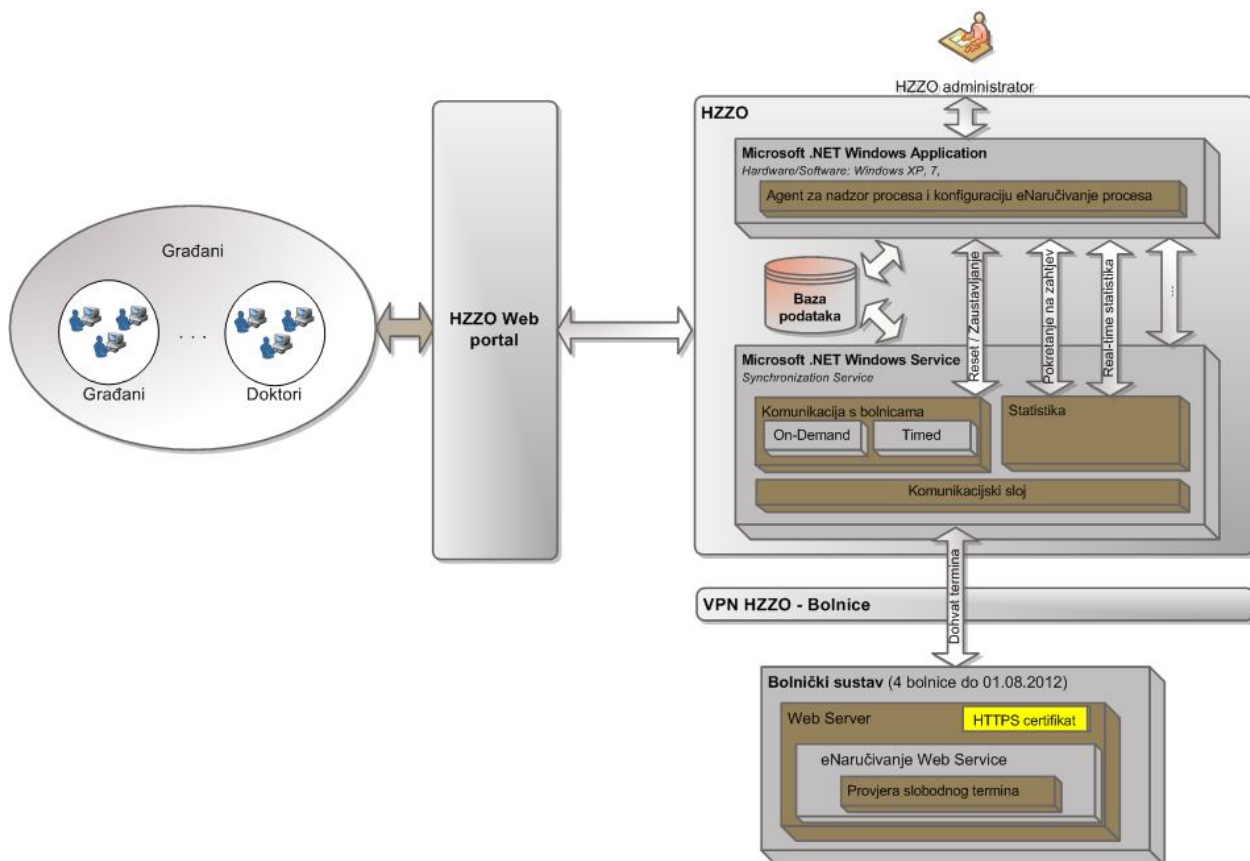 HZZO administrator
HZZO
Microsoft .NET Windows Application
Hardware/Software: Windows XP, 7,
Agent za nadzor procesa i konfiguraciju eNaručivanje procesa
Građani
Građani
. . .
Doktori
HZZO Web
portal
Baza
podataka
Reset / Zaustavljanje
Pokretanje na zahtjev
Real-time statistika
...
Microsoft .NET Windows Service
Synchronization Service
Komunikacija s bolnicama
On-Demand
Timed
Statistika
Komunikacijski sloj
Dohvat termina
VPN HZZO - Bolnice
Bolnički sustav (4 bolnice do 01.08.2012)
Web Server
HTTPS certifikat
eNaručivanje Web Service
Provjera slobodnog termina